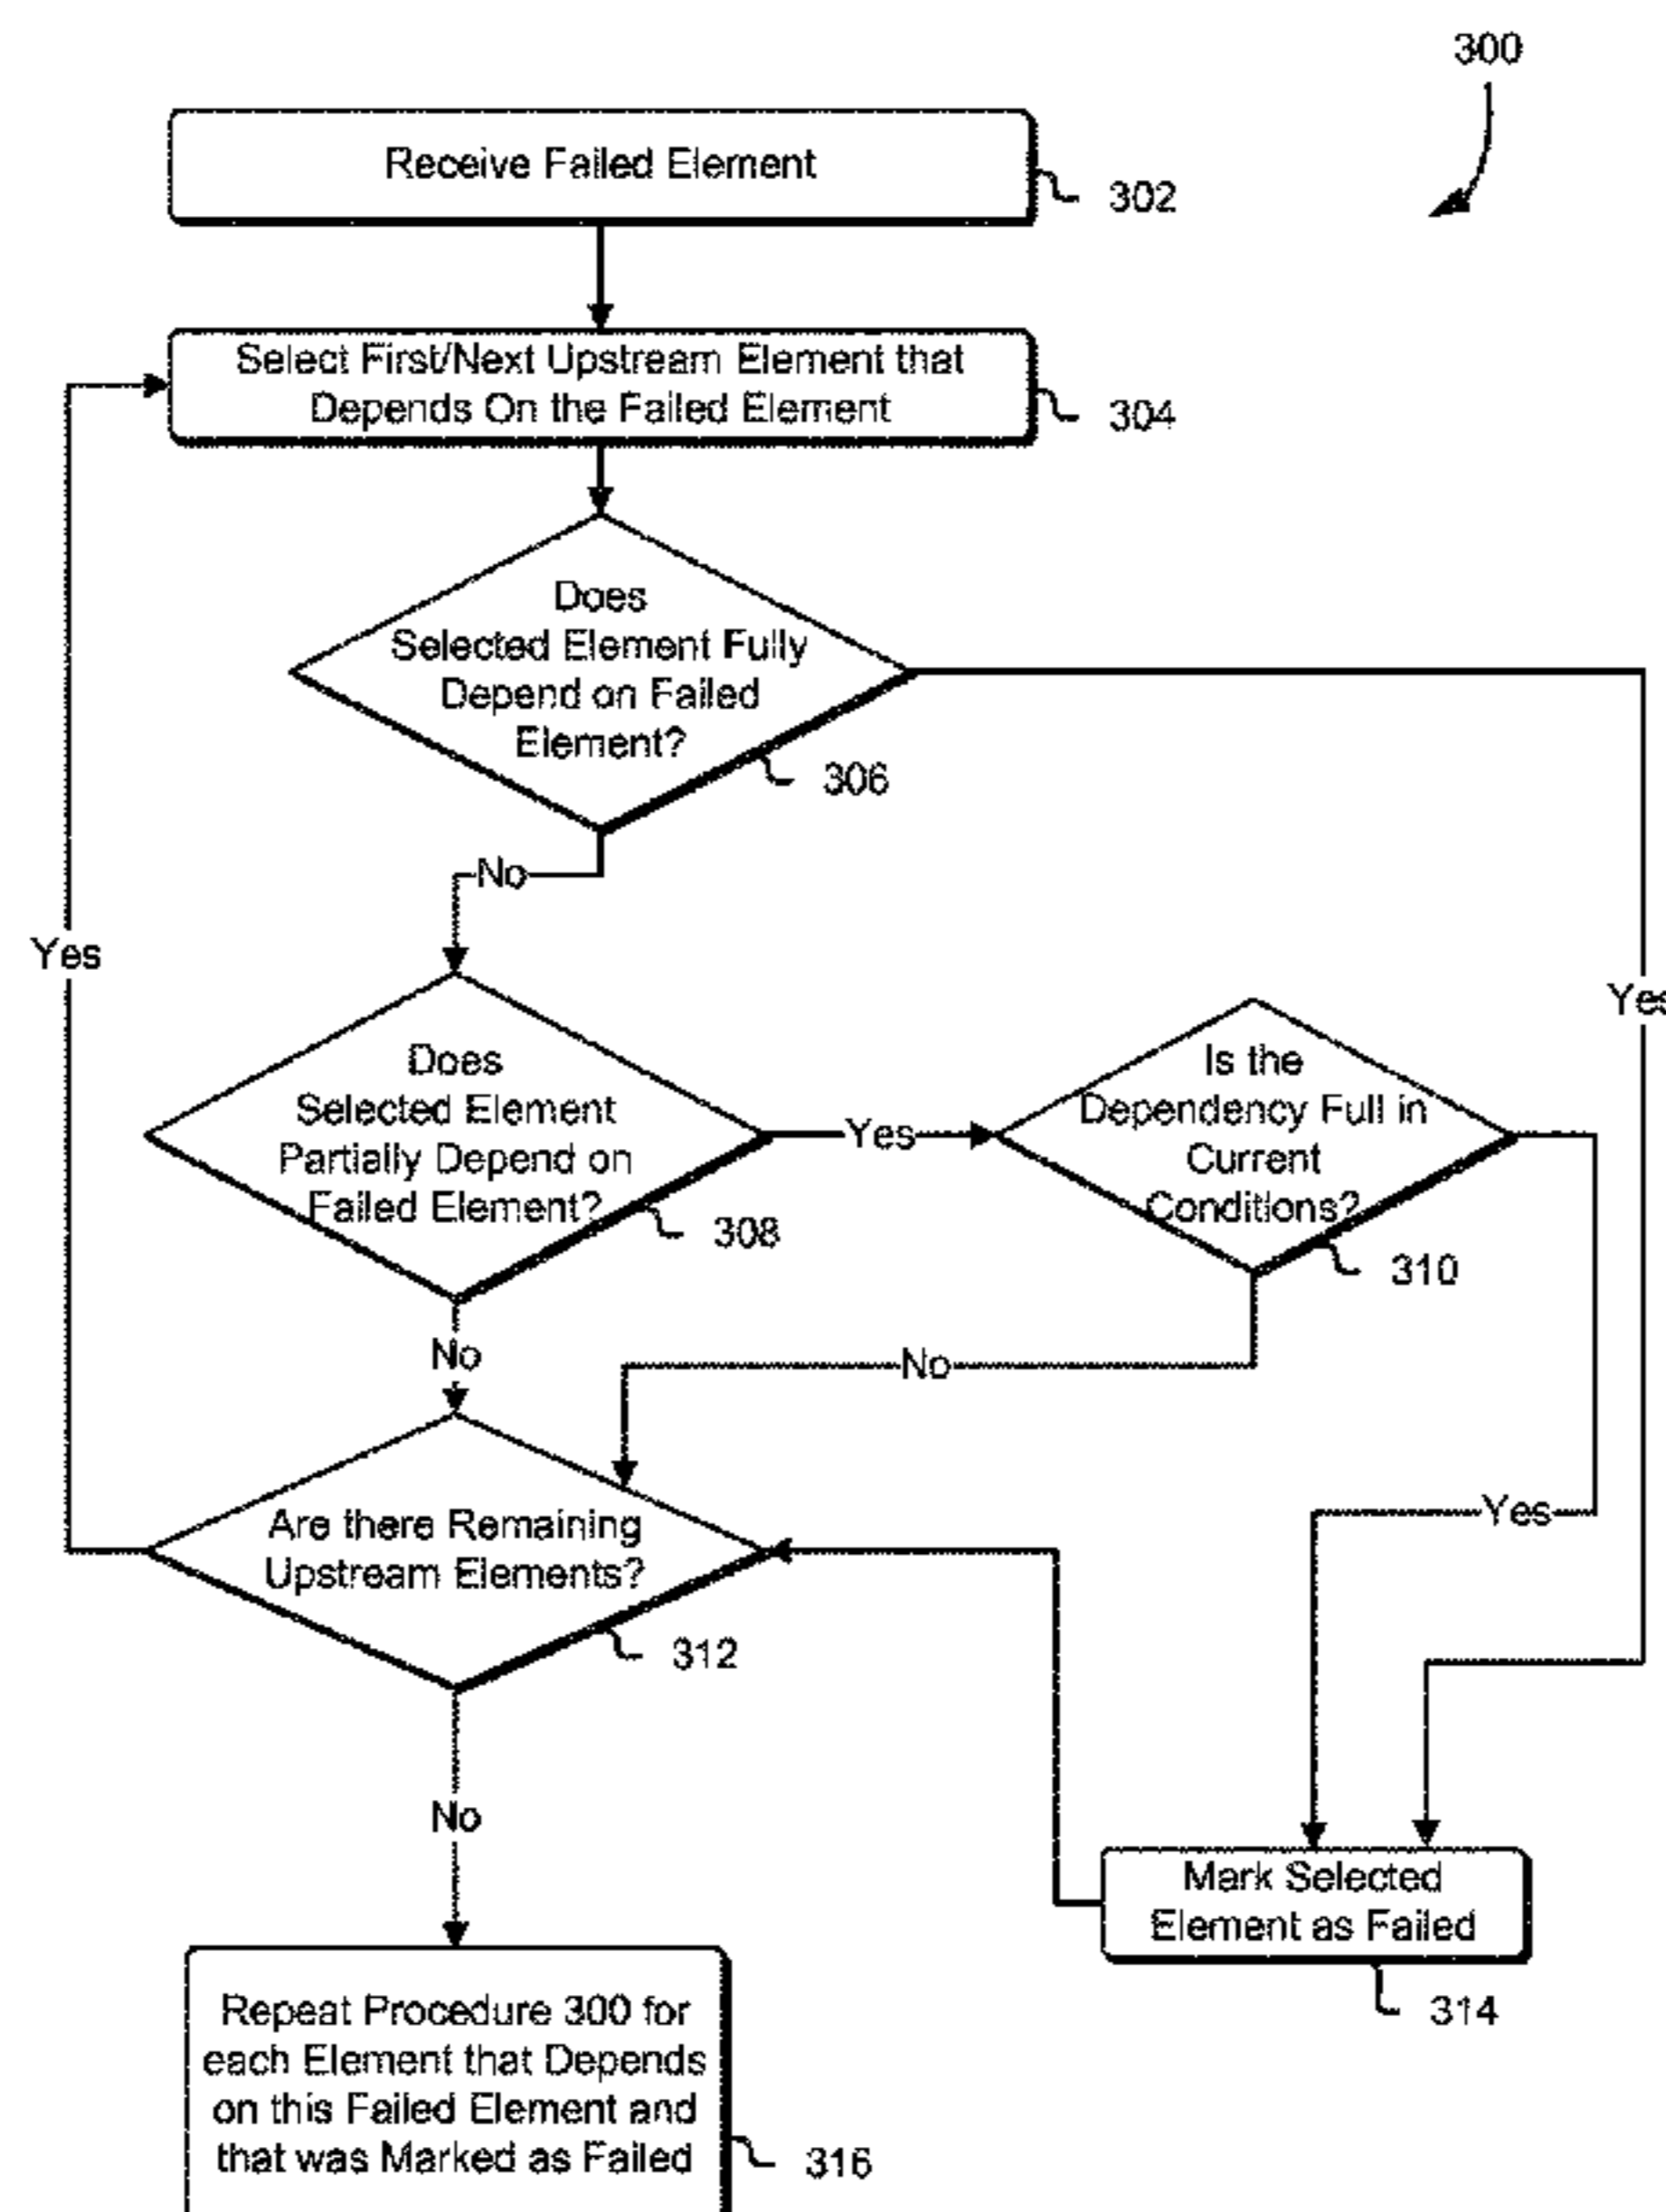 300
Receive Failed Element
302
Select First/Next Upstream Element that
Depends On the Failed Element
304
Does
Selected Element Fully
Depend on Failed
Element?
306
No
Yes
Yes
Does
Selected Element
Partially Depend on
Failed Element?
308
Yes
Is the
Dependency Full in
Current
Conditions?
310
No
No
Yes
Are there Remaining
Upstream Elements?
312
No
Mark Selected
Element as Failed
314
Repeat Procedure 300 for
each Element that Depends
on this Failed Element and
that was Marked as Failed
316